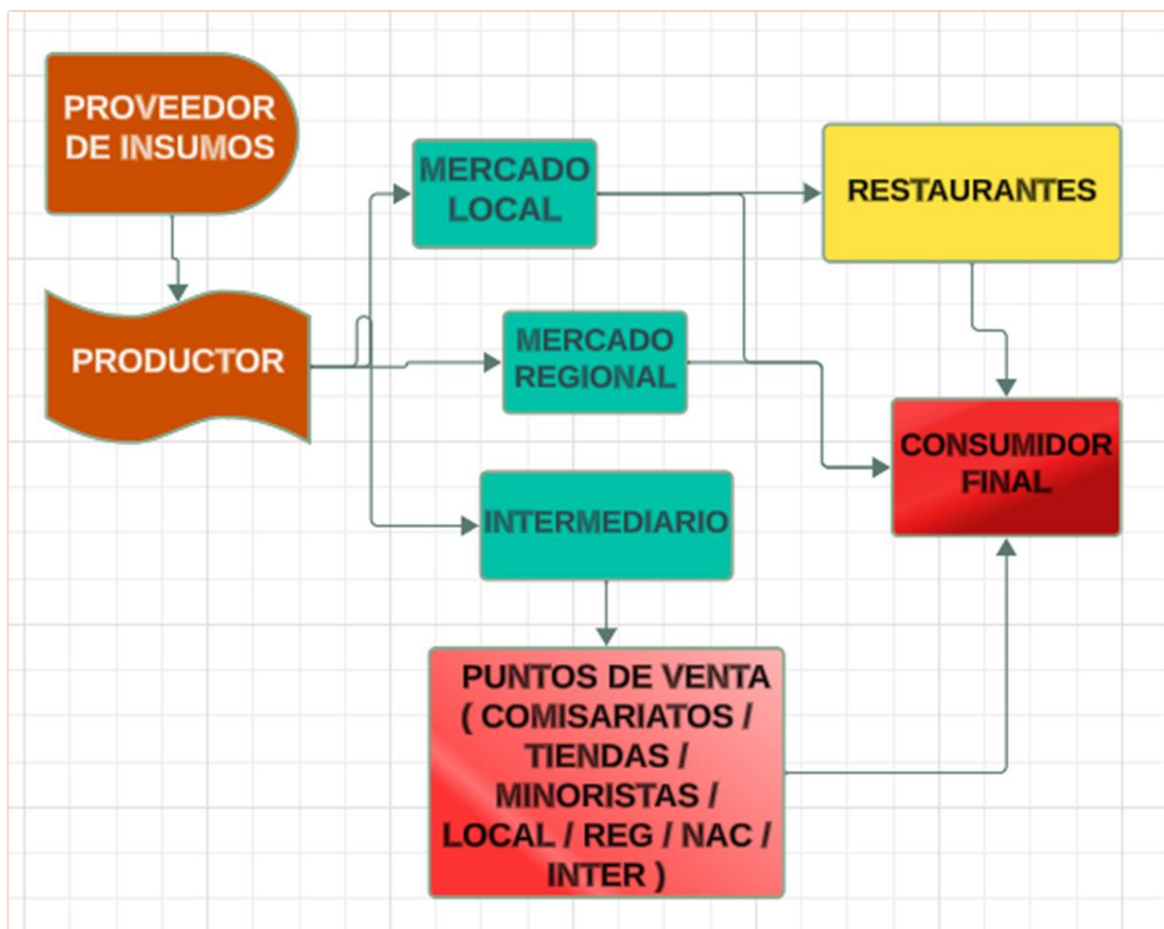 PROVEEDOR
DE INSUMOS
PRODUCTOR
MERCADO
LOCAL
MERCADO
REGIONAL
INTERMEDIARIO
PUNTOS DE VENTA
( COMISARIATOS /
TIENDAS /
MINORISTAS /
LOCAL / REG / NAC /
INTER )
RESTAURANTES
CONSUMIDOR
FINAL